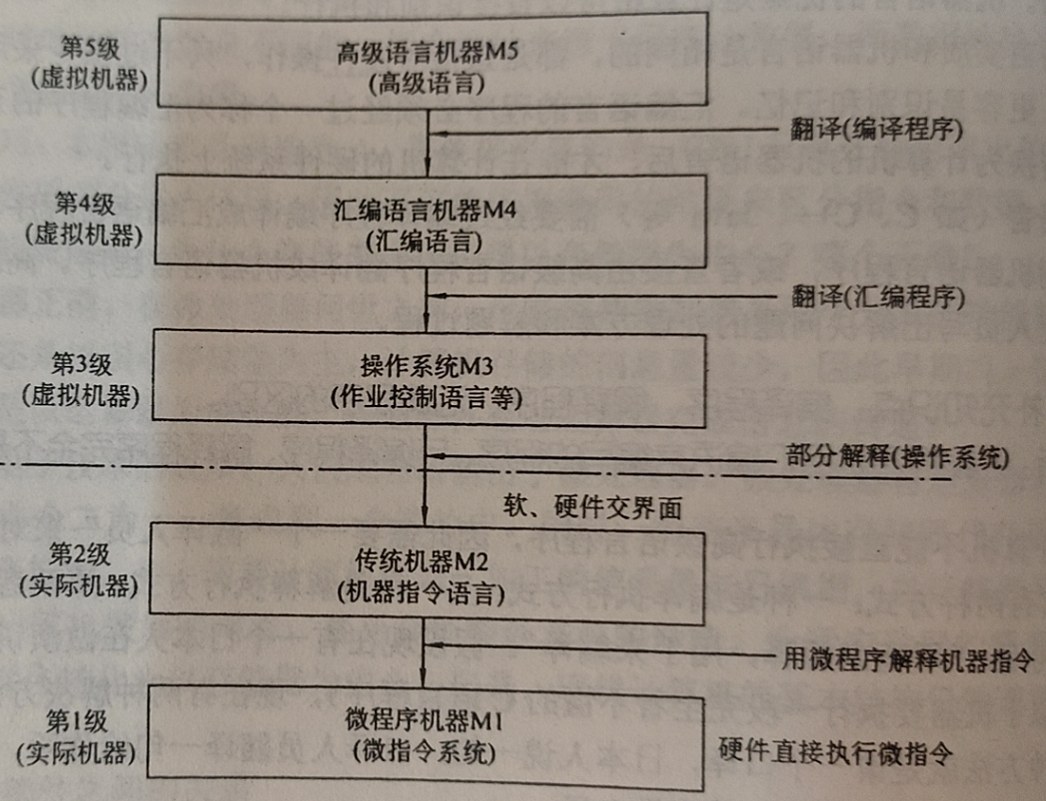 第5级
(虚拟机器)
高级语言机器M5
(高级语言)
翻译(编译程序)
第4级
(虚拟机器)
汇编语言机器M4
(汇编语言)
翻译(汇编程序)
第3级
(虚拟机器)
操作系统M3
(作业控制语言等)
部分解释(操作系统)
软、硬件交界面
第2级
(实际机器)
传统机器M2
(机器指令语言)
用微程序解释机器指令
第1级
(实际机器)
微程序机器M1
(微指令系统)
硬件直接执行微指令